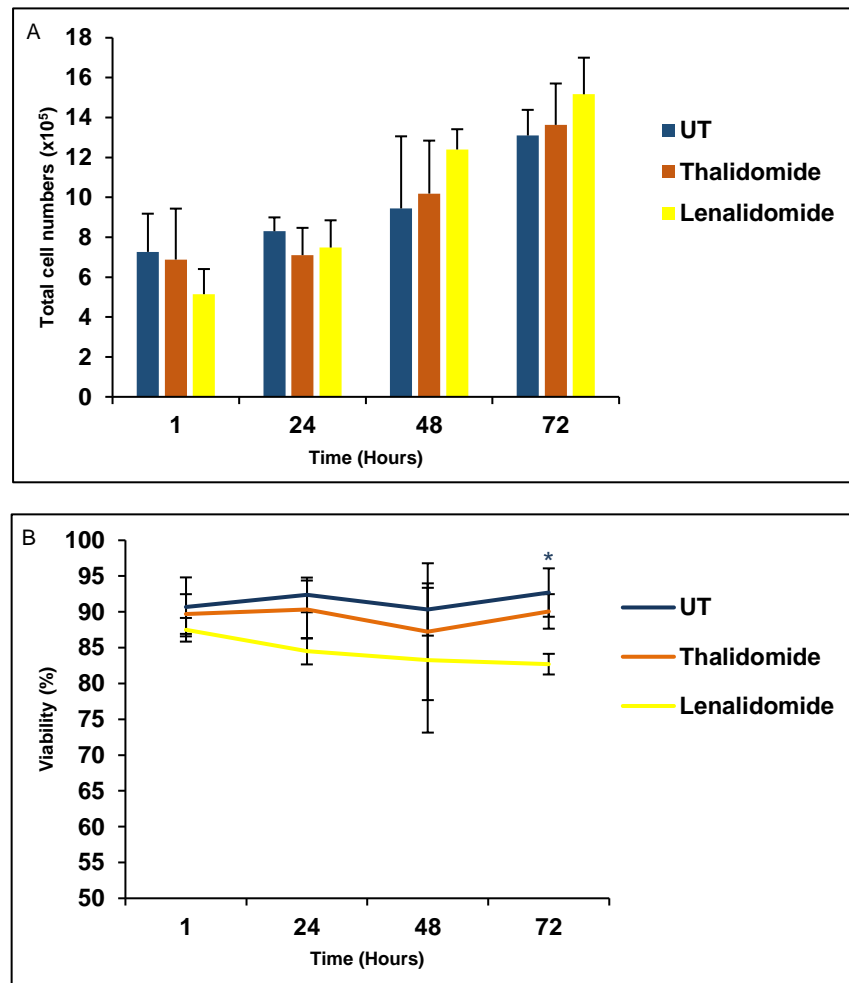 A
Total cell numbers (x10⁵)
18
16
14
12
10
8
6
4
2
0
1 24 48 72
Time (Hours)
UT
Thalidomide
Lenalidomide
B
Viability (%)
100
95
90
85
80
75
70
65
60
55
50
*
1 24 48 72
Time (Hours)
UT
Thalidomide
Lenalidomide